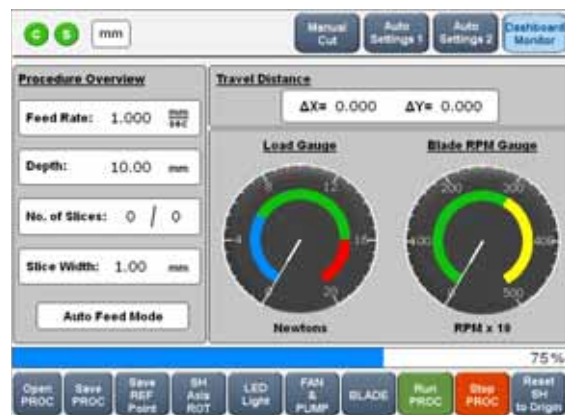 C S mm
Manual Cut
Auto Settings 1
Auto Settings 2
Dashboard Monitor
Procedure Overview
Feed Rate: 1.000 mm/sec
Depth: 10.00 mm
No. of Slices: 0 / 0
Slice Width: 1.00 mm
Auto Feed Mode
Travel Distance
ΔX= 0.000 ΔY= 0.000
Load Gauge
0 4 8 12 16 20
Newtons
Blade RPM Gauge
0 100 200 300 400 500
RPM x 10
75%
Open PROC
Save PROC
Save REF Point
SH Axis ROT
LED Light
FAN & PUMP
BLADE
Run PROC
Stop PROC
Reset SH to Origin